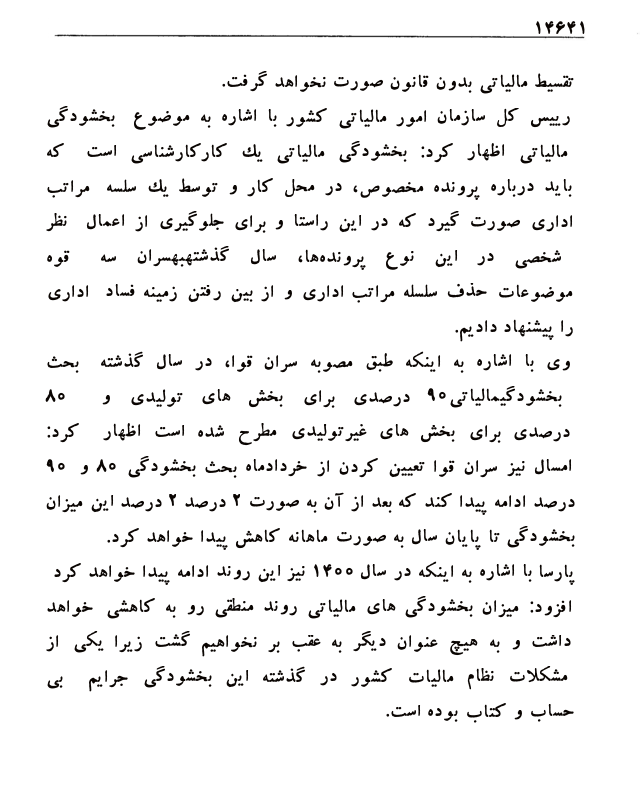 ۱۴۶۴۱
تقسیط مالیاتی بدون قانون صورت نخواهد گرفت.
رییس کل سازمان امور مالیاتی کشور با اشاره به موضوع بخشودگی
مالیاتی اظهار کرد: بخشودگی مالیاتی یك کارکارشناسی است که
باید درباره پرونده مخصوص، در محل کار و توسط یك سلسه مراتب
اداری صورت گیرد که در این راستا و برای جلوگیری از اعمال نظر
شخصی در این نوع پرونده‌ها، سال گذشتهبهسران سه قوه
موضوعات حذف سلسله مراتب اداری و از بین رفتن زمینه فساد اداری
را پیشنهاد دادیم.
وی با اشاره به اینکه طبق مصوبه سران قوا، در سال گذشته بحث
بخشودگیمالیاتی۹۰ درصدی برای بخش های تولیدی و ۸۰
درصدی برای بخش های غیرتولیدی مطرح شده است اظهار کرد:
امسال نیز سران قوا تعیین کردن از خردادماه بحث بخشودگی ۸۰ و ۹۰
درصد ادامه پیدا کند که بعد از آن به صورت ۲ درصد ۲ درصد این میزان
بخشودگی تا پایان سال به صورت ماهانه کاهش پیدا خواهد کرد.
پارسا با اشاره به اینکه در سال ۱۴۰۰ نیز این روند ادامه پیدا خواهد کرد
افزود: میزان بخشودگی های مالیاتی روند منطقی رو به کاهشی خواهد
داشت و به هیچ عنوان دیگر به عقب بر نخواهیم گشت زیرا یکی از
مشکلات نظام مالیات کشور در گذشته این بخشودگی جرایم بی
حساب و کتاب بوده است.